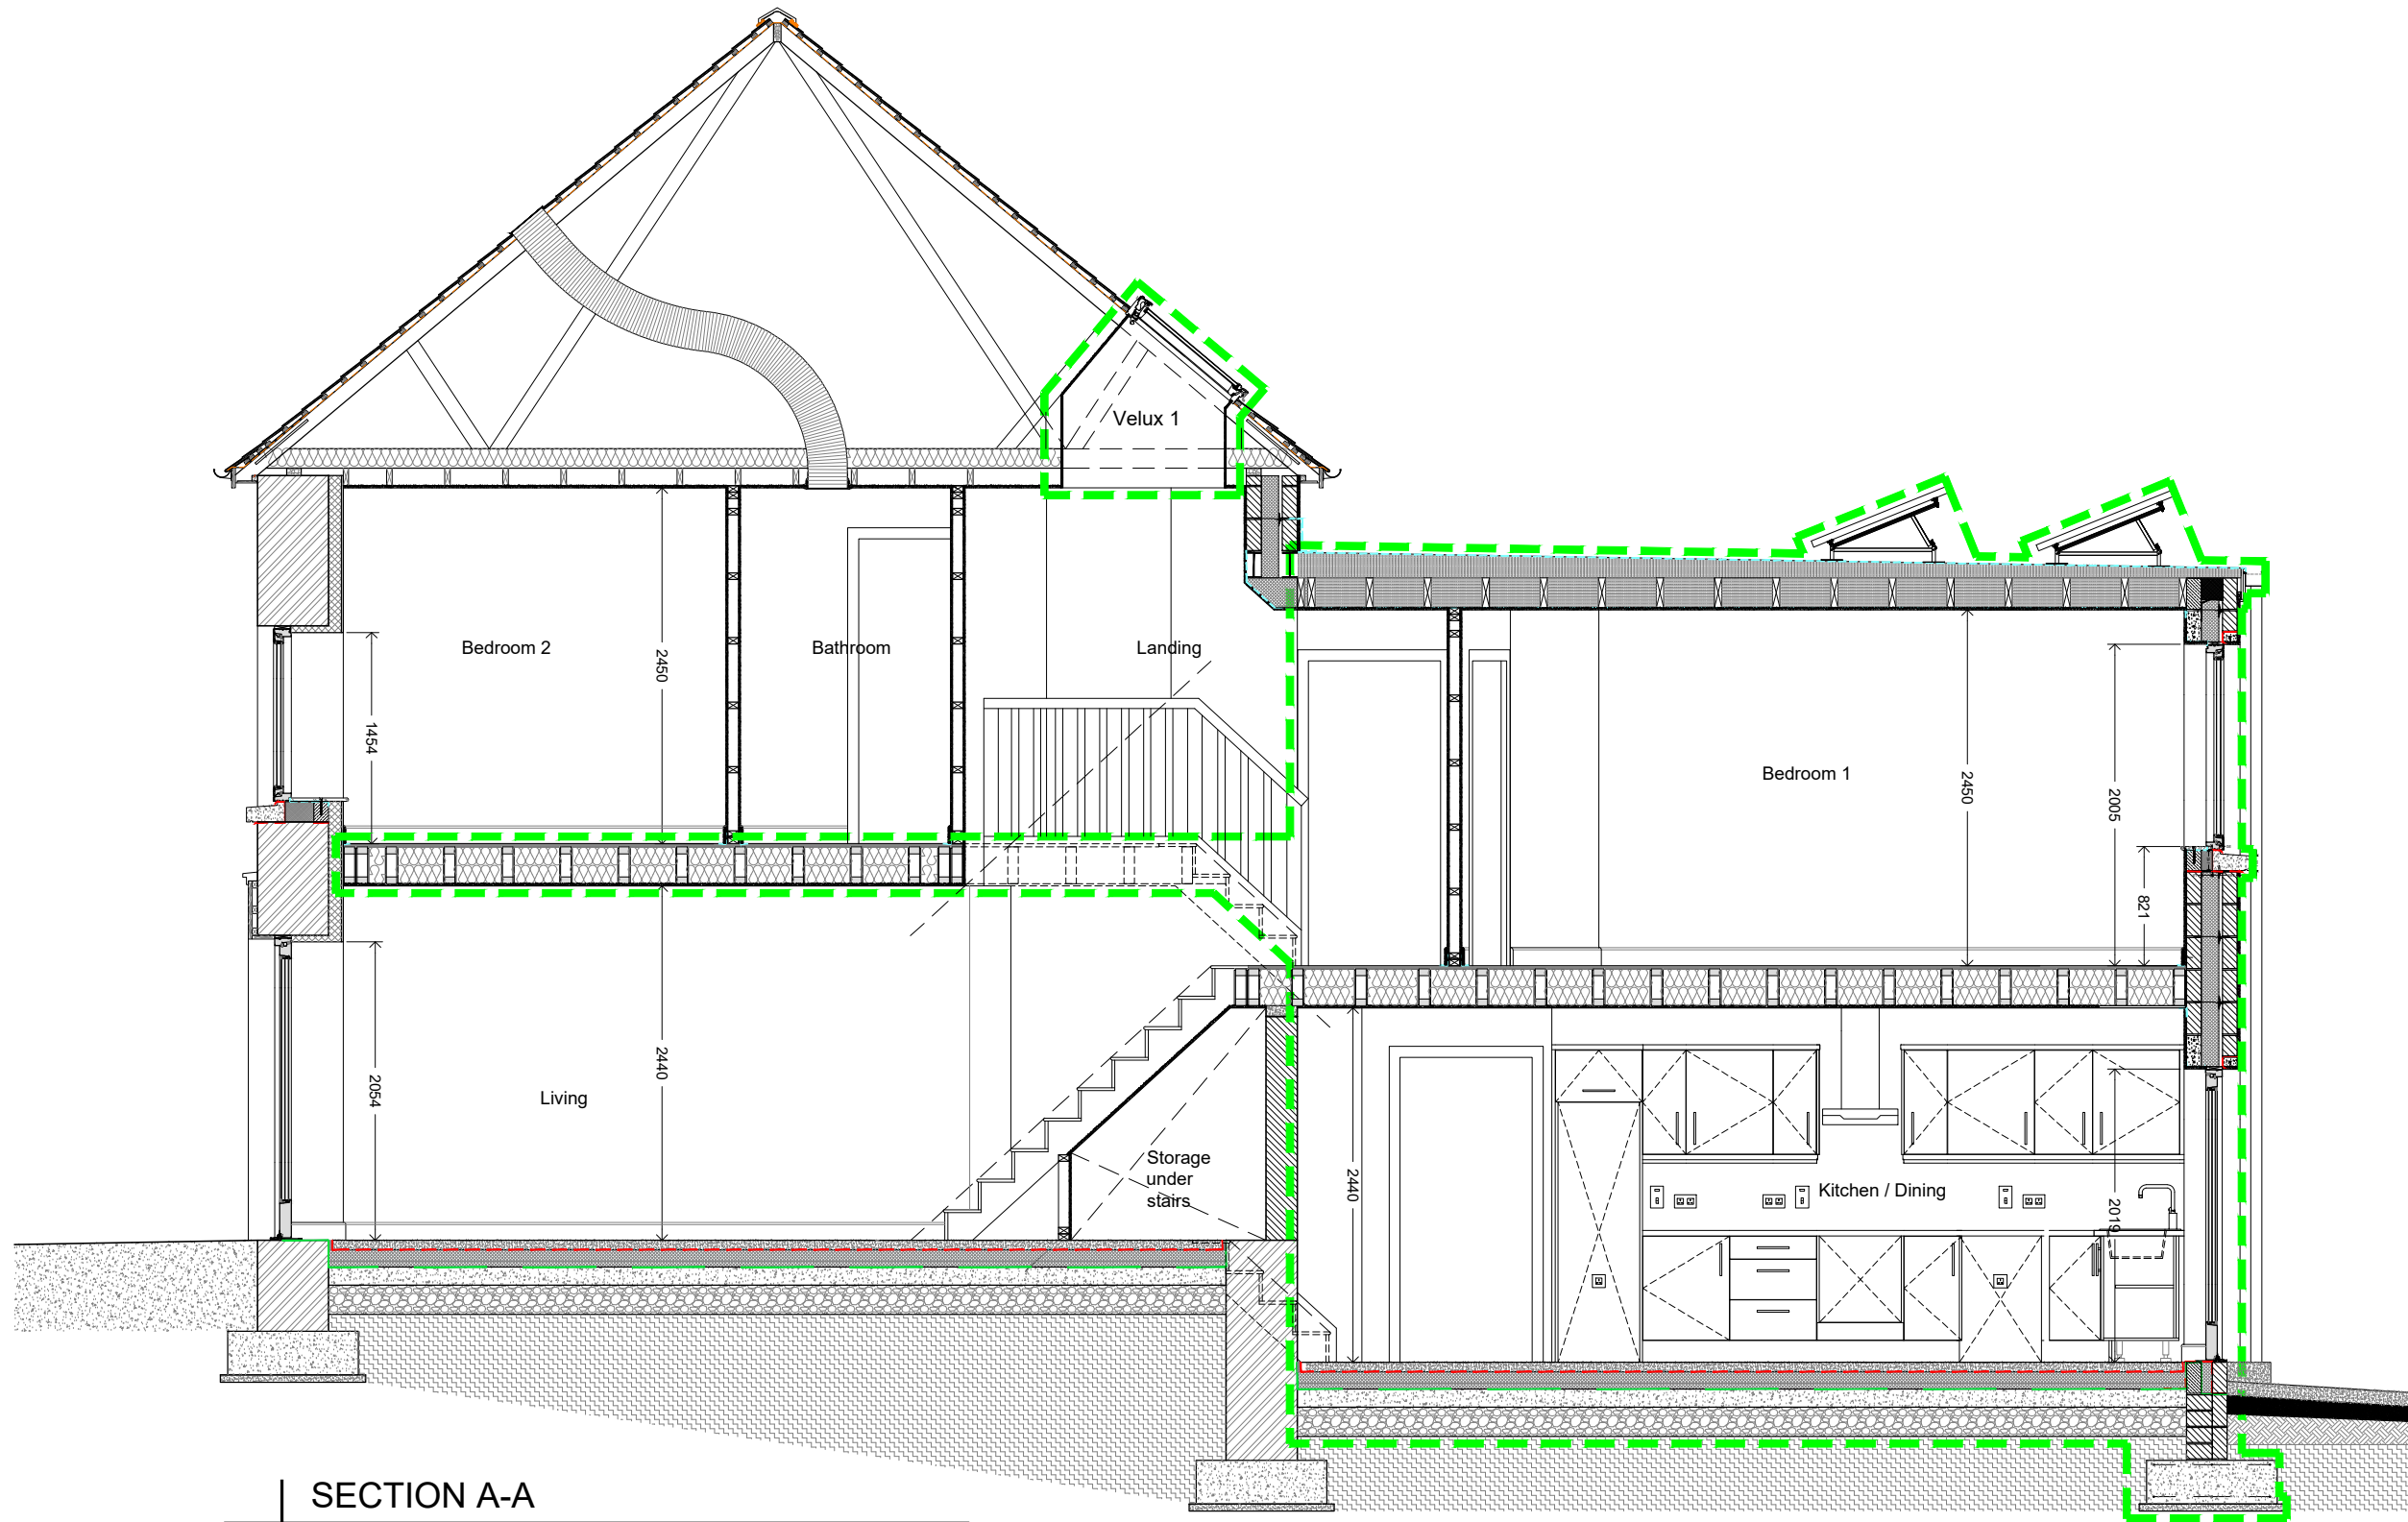 Velux 1
Bedroom 2
2450
Bathroom
Landing
1454
Bedroom 1
2450
2005
821
Living
2054
2440
Storage
under
stairs
2440
Kitchen / Dining
2019
SECTION A-A